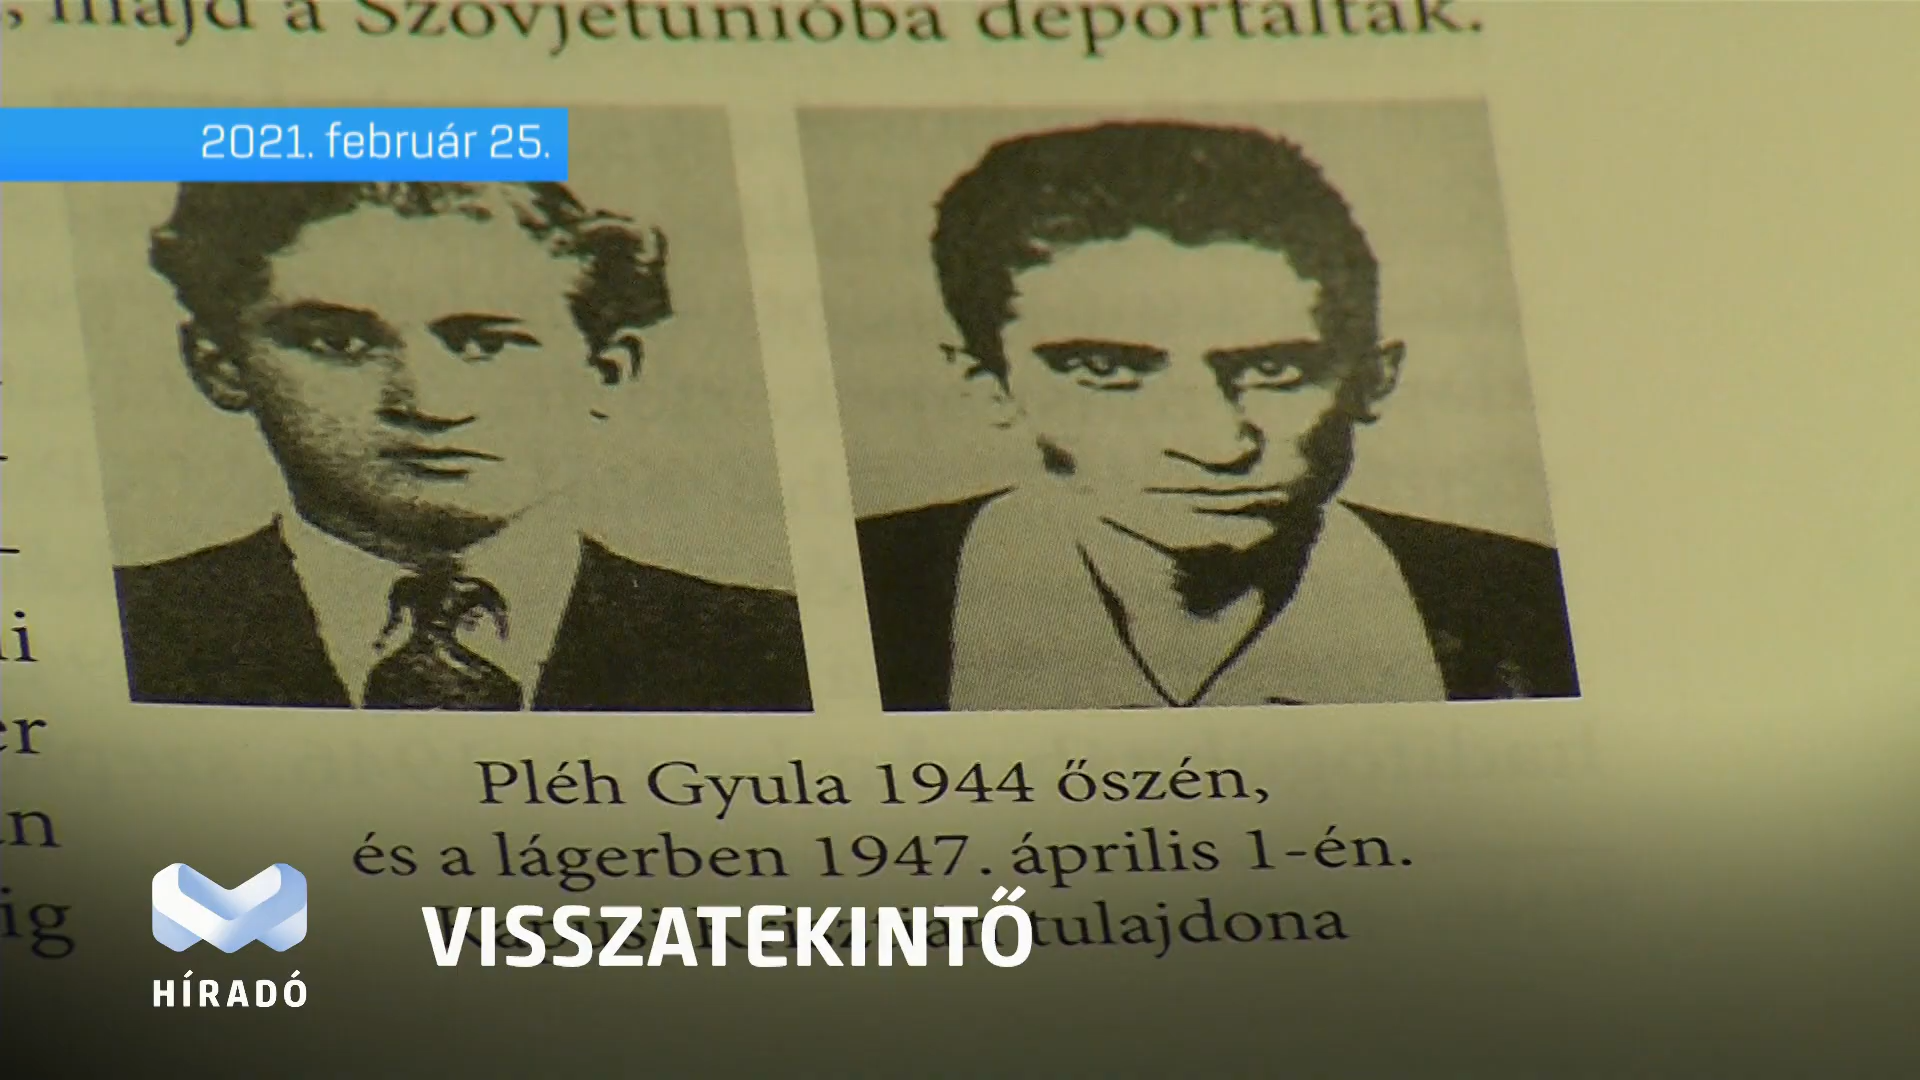 , majd a Szovjetunióba deportálták.
2021. február 25.
Pléh Gyula 1944 őszén,
és a lágerben 1947. április 1-én.
tulajdona
VISSZATEKINTŐ
HÍRADÓ